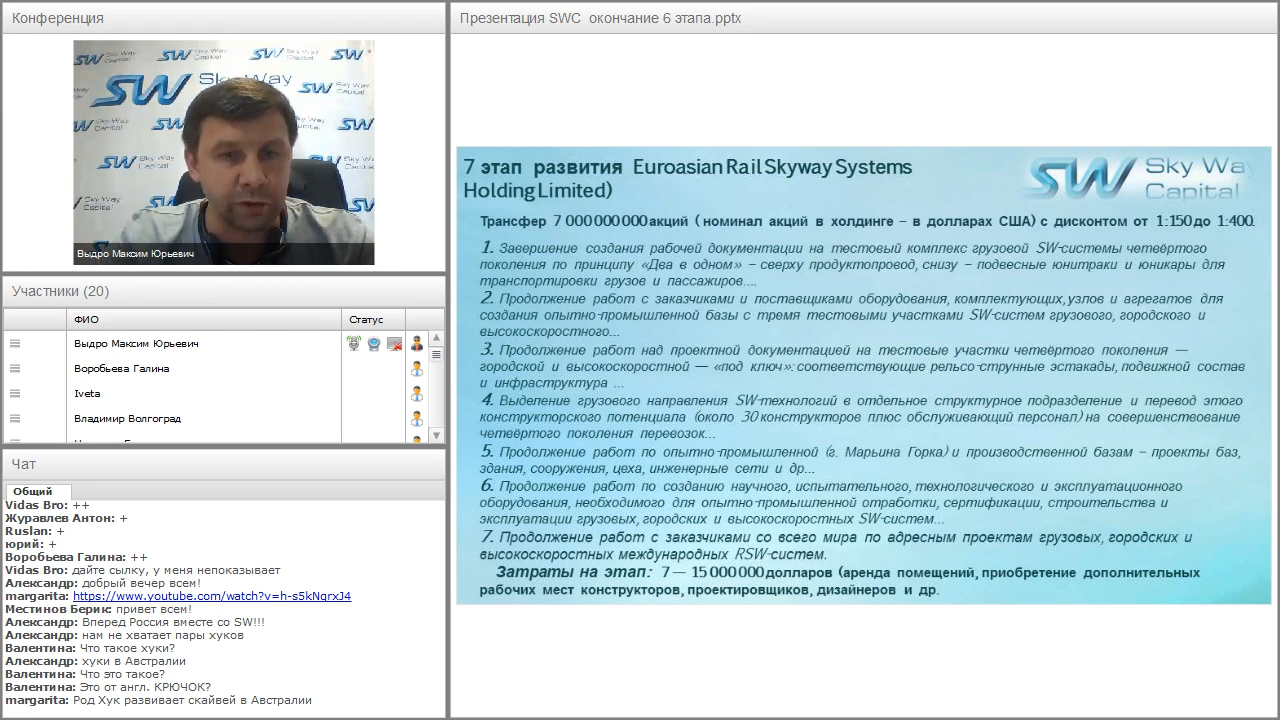 Конференция
SW Sky Way Capital
Выдро Максим Юрьевич
Участники (20)
ФИО Статус
Выдро Максим Юрьевич
Воробьева Галина
Iveta
Владимир Волгоград
Чат
Общий
Vidas Bro: ++
Журавлев Антон: +
Ruslan: +
юрий: +
Воробьева Галина: ++
Vidas Bro: дайте сылку, у меня непоказывает
Александр: добрый вечер всем!
margarita: https://www.youtube.com/watch?v=h-s5kNqrxJ4
Местинов Берик: привет всем!
Александр: Вперед Россия вместе со SW!!!
Александр: нам не хватает пары хуков
Валентина: Что такое хуки?
Александр: хуки в Австралии
Валентина: Что это такое?
Валентина: Это от англ. КРЮЧОК?
margarita: Род Хук развивает скайвей в Австралии
Презентация SWC окончание 6 этапа.pptx
7 этап развития Euroasian Rail Skyway Systems
Holding Limited)
SW Sky Way
Capital
Трансфер 7 000 000 000 акций ( номинал акций в холдинге – в долларах США) с дисконтом от 1:150 до 1:400.
1. Завершение создания рабочей документации на тестовый комплекс грузовой SW-системы четвёртого
поколения по принципу «Два в одном» – сверху продуктопровод, снизу – подвесные юнитраки и юникары для
транспортировки грузов и пассажиров....
2. Продолжение работ с заказчиками и поставщиками оборудования, комплектующих, узлов и агрегатов для
создания опытно-промышленной базы с тремя тестовыми участками SW-систем грузового, городского и
высокоскоростного...
3. Продолжение работ над проектной документацией на тестовые участки четвёртого поколения —
городской и высокоскоростной — «под ключ»: соответствующие рельсо-струнные эстакады, подвижной состав
и инфраструктура ...
4. Выделение грузового направления SW-технологий в отдельное структурное подразделение и перевод этого
конструкторского потенциала (около 30 конструкторов плюс обслуживающий персонал) на совершенствование
четвёртого поколения перевозок...
5. Продолжение работ по опытно-промышленной (г. Марьина Горка) и производственной базам – проекты баз,
здания, сооружения, цеха, инженерные сети и др...
6. Продолжение работ по созданию научного, испытательного, технологического и эксплуатационного
оборудования, необходимого для опытно-промышленной отработки, сертификации, строительства и
эксплуатации грузовых, городских и высокоскоростных SW-систем...
7. Продолжение работ с заказчиками со всего мира по адресным проектам грузовых, городских и
высокоскоростных международных RSW-систем.
Затраты на этап: 7 — 15 000 000 долларов (аренда помещений, приобретение дополнительных
рабочих мест конструкторов, проектировщиков, дизайнеров и др.